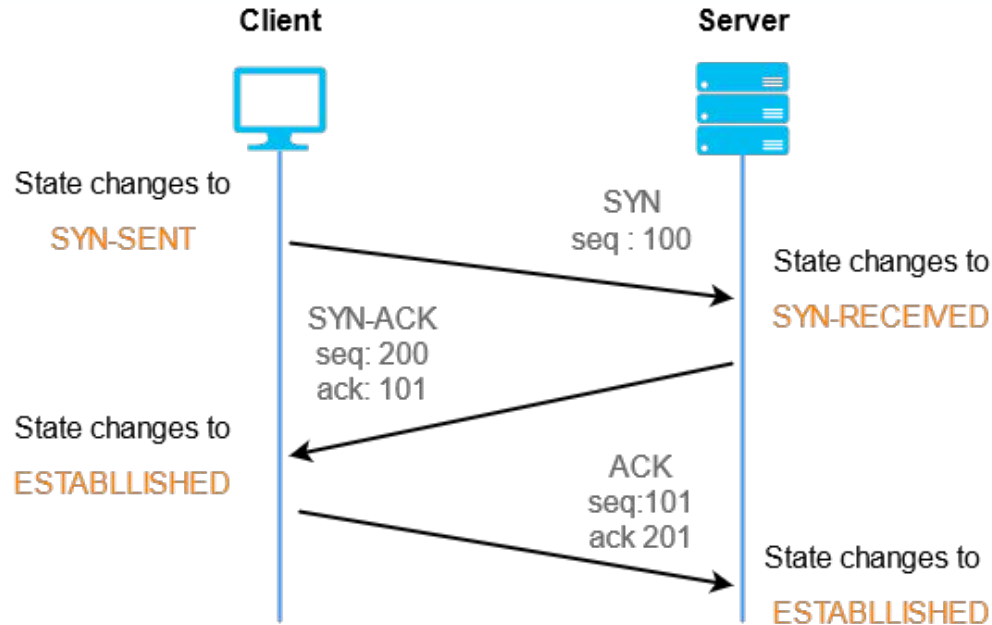 Client
Server
State changes to
SYN-SENT
SYN
seq : 100
State changes to
SYN-RECEIVED
SYN-ACK
seq: 200
ack: 101
State changes to
ESTABLLISHED
ACK
seq:101
ack 201
State changes to
ESTABLLISHED